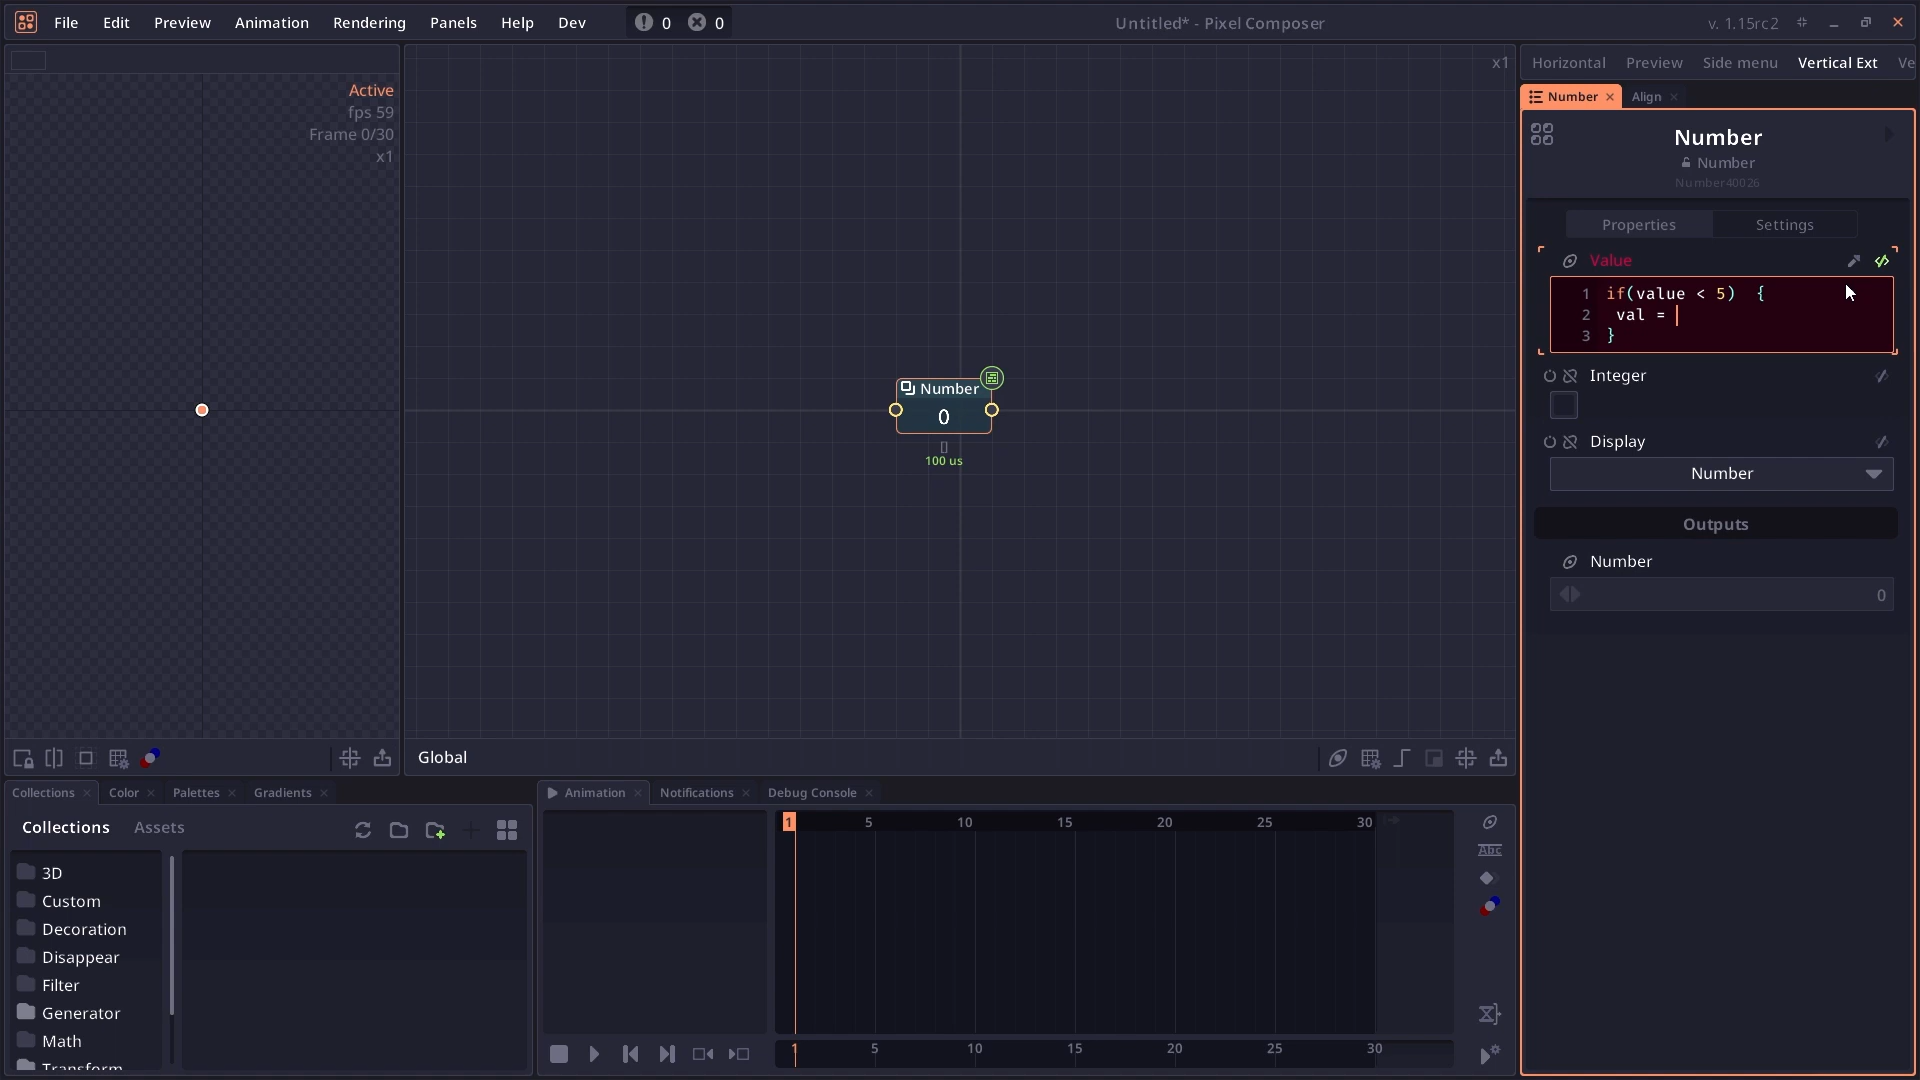 File Edit Preview Animation Rendering Panels Help Dev 0 0 Untitled* - Pixel Composer v. 1.15rc2
Active
fps 59
Frame 0/30
x1
x1
Number
0
[]
100 us
Global
Horizontal Preview Side menu Vertical Ext Ve
Number Align
Number
Number
Number40026
Properties Settings
Value
1 if(value < 5) {
2 val =
3 }
Integer
Display
Number
Outputs
Number
0
Collections Color Palettes Gradients
Collections Assets
3D
Custom
Decoration
Disappear
Filter
Generator
Math
Transform
Animation Notifications Debug Console
1 5 10 15 20 25 30
Abc
1 5 10 15 20 25 30